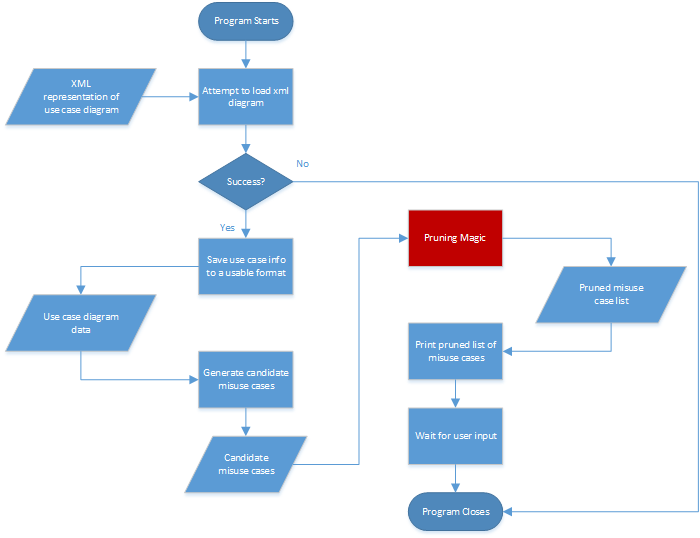 Program Starts
XML
representation of
use case diagram
Attempt to load xml
diagram
Success?
No
Yes
Save use case info
to a usable format
Use case diagram
data
Generate candidate
misuse cases
Candidate
misuse cases
Pruning Magic
Pruned misuse
case list
Print pruned list of
misuse cases
Wait for user input
Program Closes